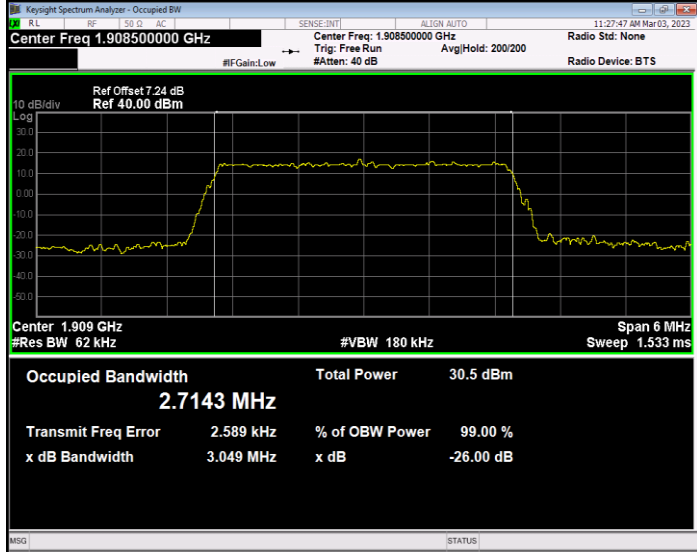 Keysight Spectrum Analyzer - Occupied BW
RL RF 50 Ω AC SENSE:INT ALIGN AUTO 11:27:47 AM Mar 03, 2023
Center Freq 1.908500000 GHz Center Freq: 1.908500000 GHz Radio Std: None
Trig: Free Run Avg|Hold: 200/200
#IFGain:Low #Atten: 40 dB Radio Device: BTS
Ref Offset 7.24 dB
10 dB/div Ref 40.00 dBm
Log
30.0
20.0
10.0
0.00
-10.0
-20.0
-30.0
-40.0
-50.0
Center 1.909 GHz Span 6 MHz
#Res BW 62 kHz #VBW 180 kHz Sweep 1.533 ms
Occupied Bandwidth Total Power 30.5 dBm
2.7143 MHz
Transmit Freq Error 2.589 kHz % of OBW Power 99.00 %
x dB Bandwidth 3.049 MHz x dB -26.00 dB
MSG STATUS